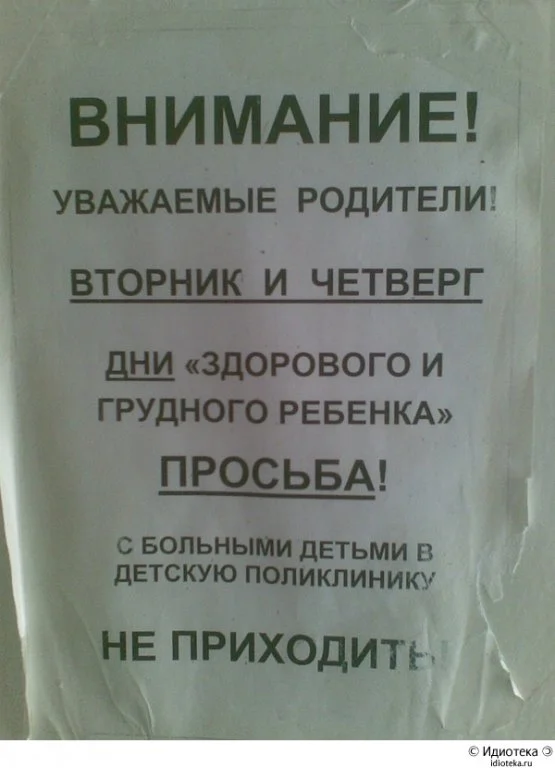 ВНИМАНИЕ!
УВАЖАЕМЫЕ РОДИТЕЛИ!
ВТОРНИК И ЧЕТВЕРГ
ДНИ «ЗДОРОВОГО И
ГРУДНОГО РЕБЕНКА»
ПРОСЬБА!
С БОЛЬНЫМИ ДЕТЬМИ В
ДЕТСКУЮ ПОЛИКЛИНИКУ
НЕ ПРИХОДИТЬ!
© Идиотека
idioteka.ru